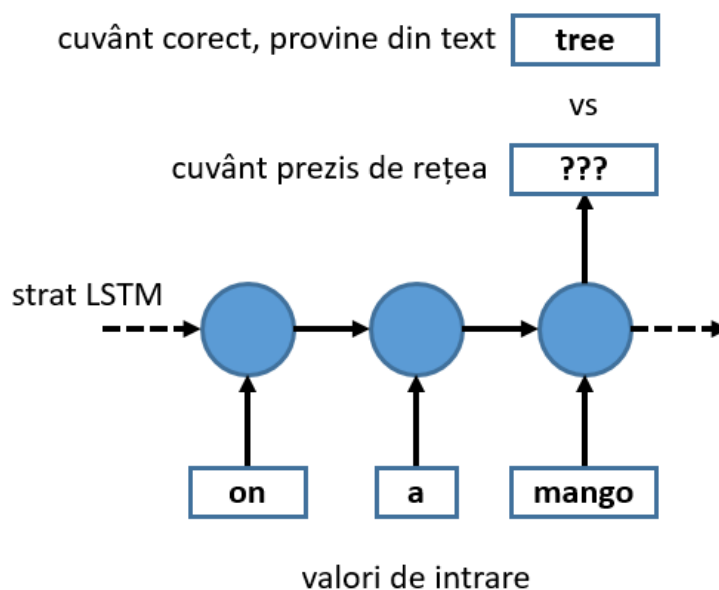 cuvânt corect, provine din text tree
vs
cuvânt prezis de rețea ???
strat LSTM
on a mango
valori de intrare